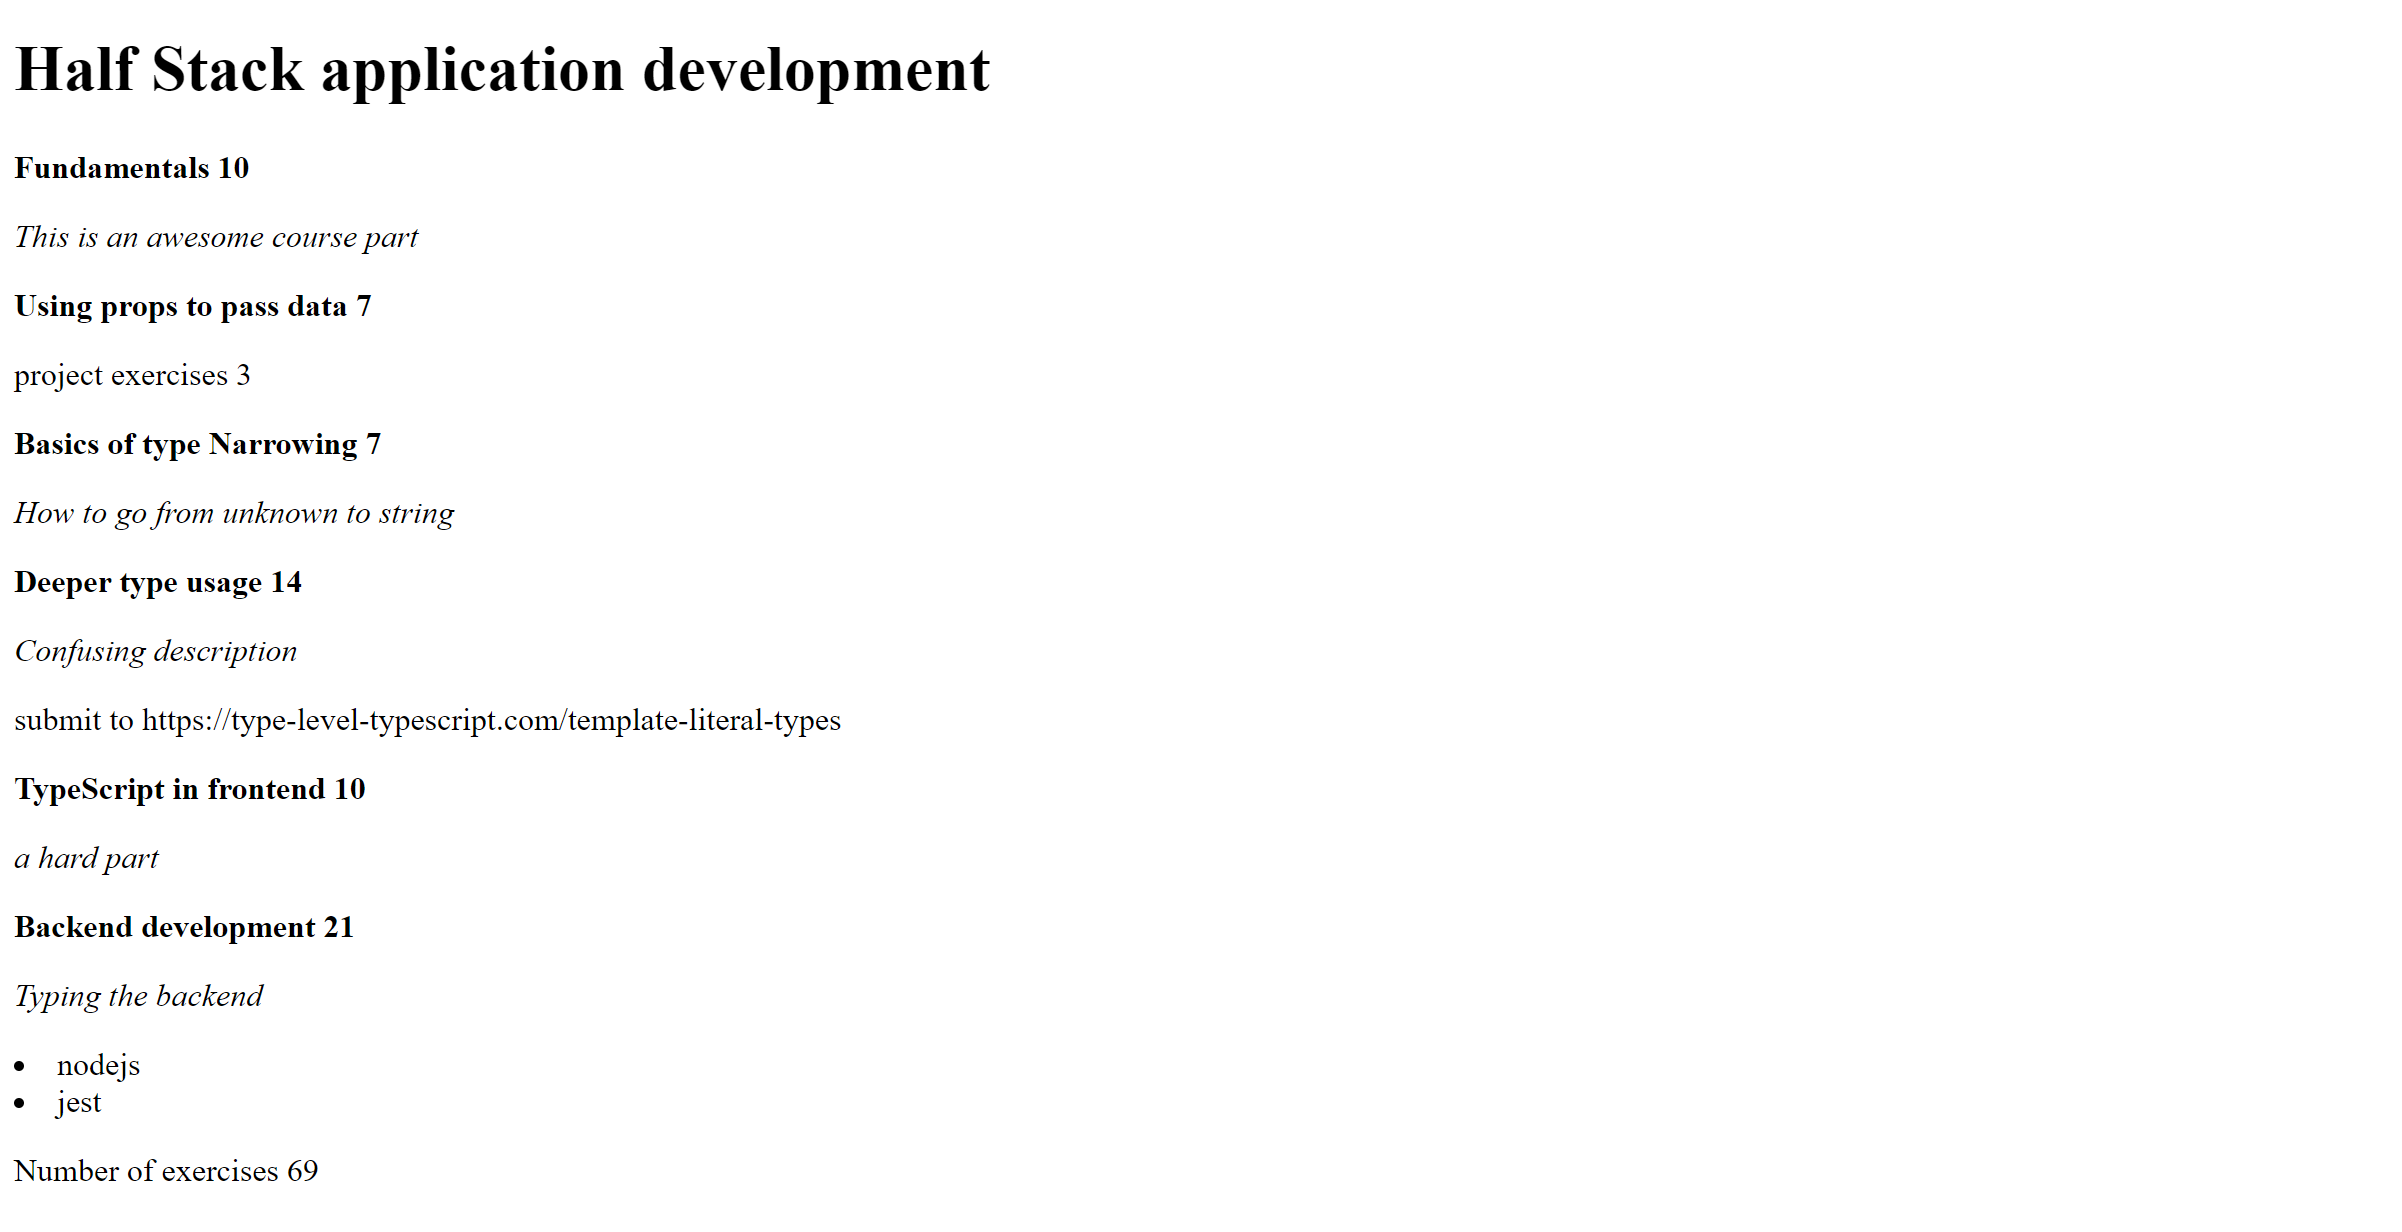 Half Stack application development
Fundamentals 10
This is an awesome course part
Using props to pass data 7
project exercises 3
Basics of type Narrowing 7
How to go from unknown to string
Deeper type usage 14
Confusing description
submit to https://type-level-typescript.com/template-literal-types
TypeScript in frontend 10
a hard part
Backend development 21
Typing the backend
• nodejs
• jest
Number of exercises 69